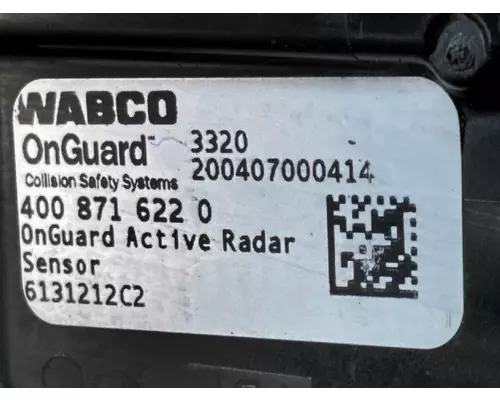 WABCO
OnGuard™ 3320
200407000414
Collision Safety Systems
400 871 622 0
OnGuard Active Radar
Sensor
6131212C2